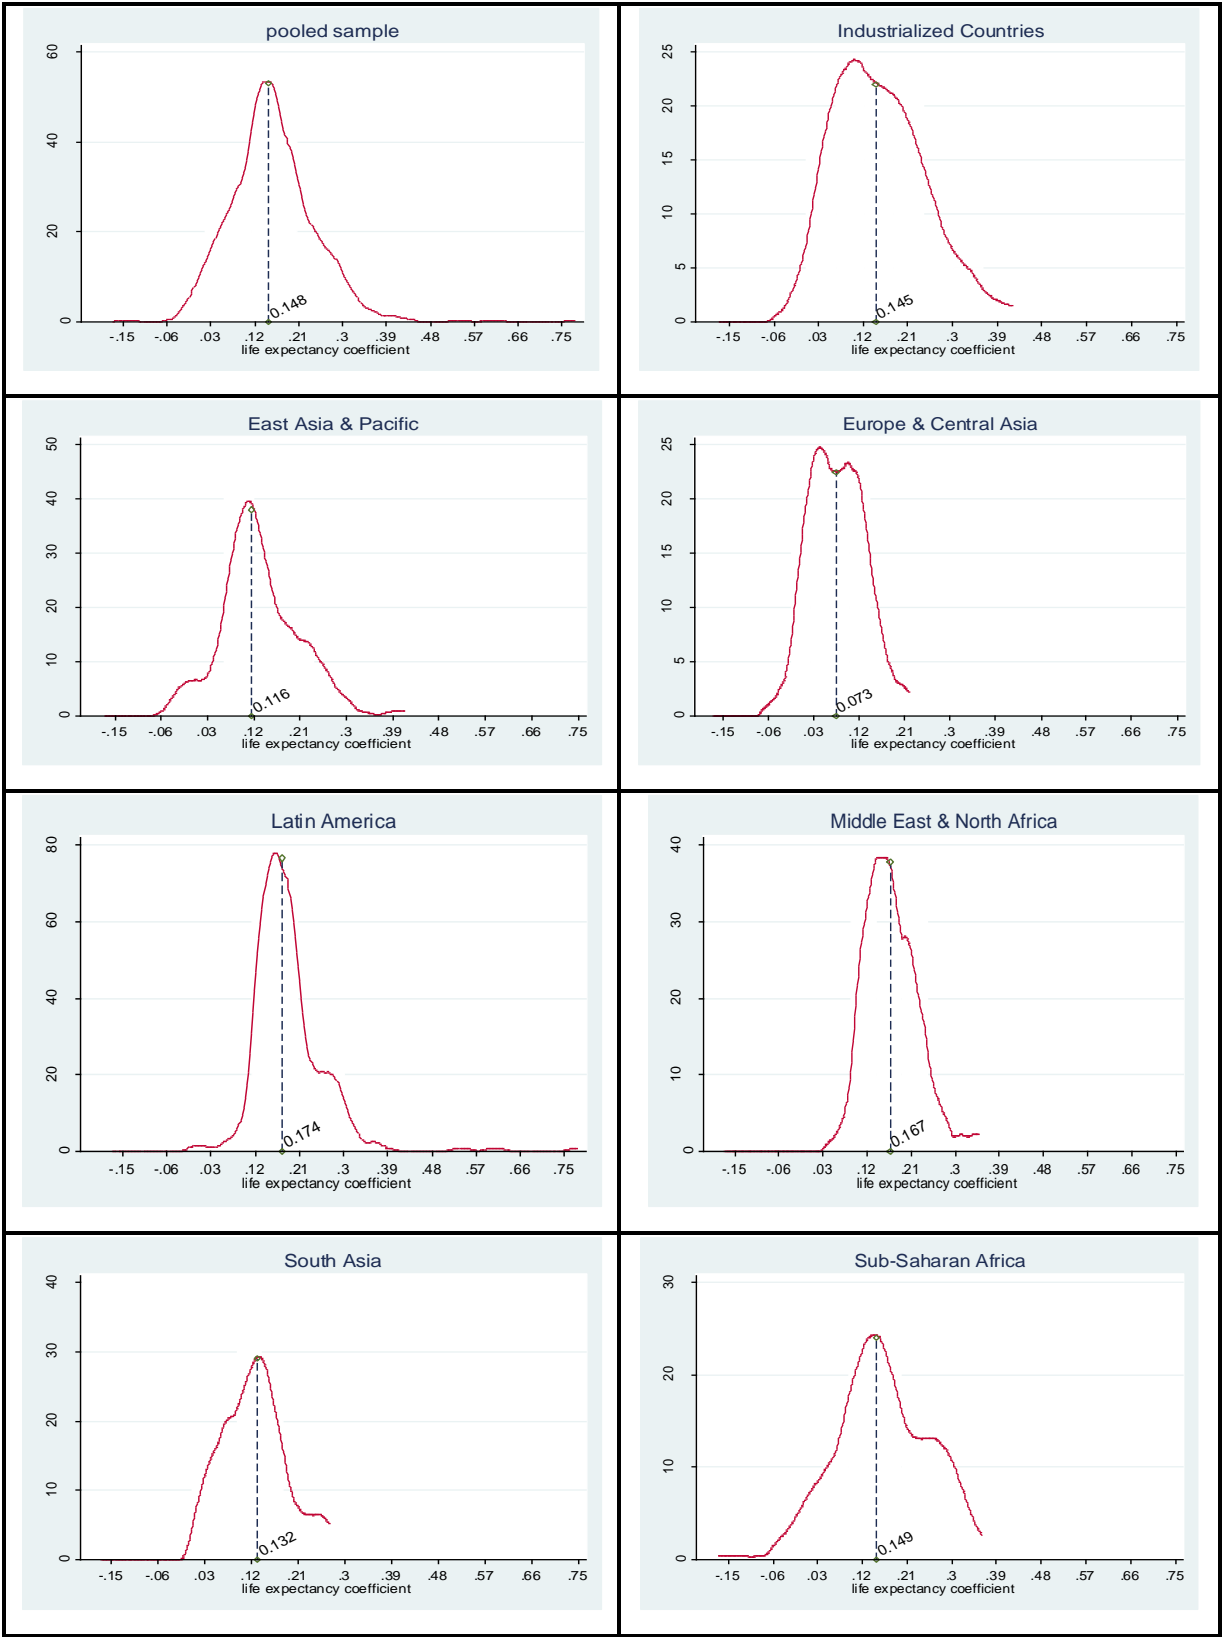 pooled sample
60
40
20
0
0.148
-.15 -.06 .03 .12 .21 .3 .39 .48 .57 .66 .75
life expectancy coefficient
Industrialized Countries
25
20
15
10
5
0
0.145
-.15 -.06 .03 .12 .21 .3 .39 .48 .57 .66 .75
life expectancy coefficient
East Asia & Pacific
50
40
30
20
10
0
0.116
-.15 -.06 .03 .12 .21 .3 .39 .48 .57 .66 .75
life expectancy coefficient
Europe & Central Asia
25
20
15
10
5
0
0.073
-.15 -.06 .03 .12 .21 .3 .39 .48 .57 .66 .75
life expectancy coefficient
Latin America
80
60
40
20
0
0.174
-.15 -.06 .03 .12 .21 .3 .39 .48 .57 .66 .75
life expectancy coefficient
Middle East & North Africa
40
30
20
10
0
0.167
-.15 -.06 .03 .12 .21 .3 .39 .48 .57 .66 .75
life expectancy coefficient
South Asia
40
30
20
10
0
0.132
-.15 -.06 .03 .12 .21 .3 .39 .48 .57 .66 .75
life expectancy coefficient
Sub-Saharan Africa
30
20
10
0
0.149
-.15 -.06 .03 .12 .21 .3 .39 .48 .57 .66 .75
life expectancy coefficient